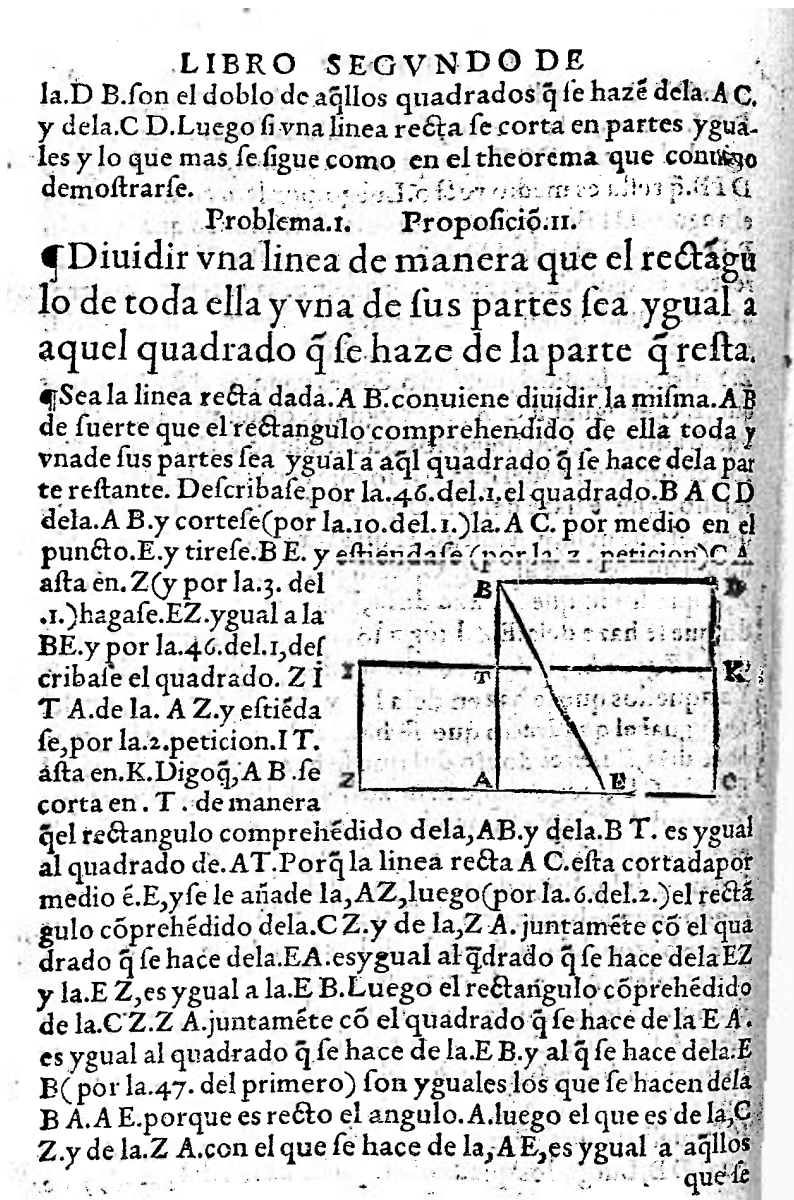 LIBRO SEGVNDO DE
la.D B.ſon el doblo de aq̃llos quadrados q̃ ſe hazẽ dela.A C.
y dela.C D.Luego ſi vna linea recta ſe corta en partes ygua-
les y lo que mas ſe ſigue como en el theorema que
demoſtrarſe.
Problema.1. Propoſiciõ.11.
¶Diuidir vna linea de manera que el rectãgu
lo de toda ella y vna de ſus partes ſea ygual a
aquel quadrado q̃ ſe haze de la parte q̃ reſta.
¶Sea la linea recta dada.A B.conuiene diuidir la miſma.A B
de ſuerte que el rectangulo comprehendido de ella toda y
vnade ſus partes ſea ygual a aq̃l quadrado q̃ ſe hace dela par
te reſtante. Deſcribaſe por la.46.del.1.el quadrado.B A C D
dela.A B.y corteſe(por la.10.del.1.)la.A C. por medio en el
puncto.E.y tireſe.B E. y eſtiendaſe (por la. 2. peticion)C A
aſta en. Z(y por la.3. del
.1.)hagaſe.EZ.ygual a la
BE.y por la.46.del.1,deſ
cribaſe el quadrado. Z I
T A.de la. A Z.y eſtiẽda
ſe,por la.2.peticion.I T.
aſta en.K.Digoq̃, A B .ſe
corta en . T . de manera
B D
I T K
Z A E C
q̃el rectangulo comprehẽdido dela,AB.y dela.B T. es ygual
al quadrado de.AT.Porq̃ la linea recta A C.eſta cortadapor
medio ẽ.E,yſe le añade la,AZ,luego(por la.6.del.2.)el rectã
gulo cõprehẽdido dela.C Z.y de la,Z A. juntamẽte cõ el qua
drado q̃ ſe hace dela.EA.esygual al q̃drado q̃ ſe hace dela EZ
y la.E Z,es ygual a la.E B.Luego el rectangulo cõprehẽdido
de la.C Z.Z A.juntamẽte cõ el quadrado q̃ ſe hace de la E A.
es ygual al quadrado q̃ ſe hace de la.E B.y al q̃ ſe hace dela.E
B(por la.47. del primero) ſon yguales los que ſe hacen dela
B A.A E.porque es recto el angulo.A.luego el que es de la,C
Z.y de la.Z A.con el que ſe hace de la,A E,es ygual a aq̃llos
que ſe